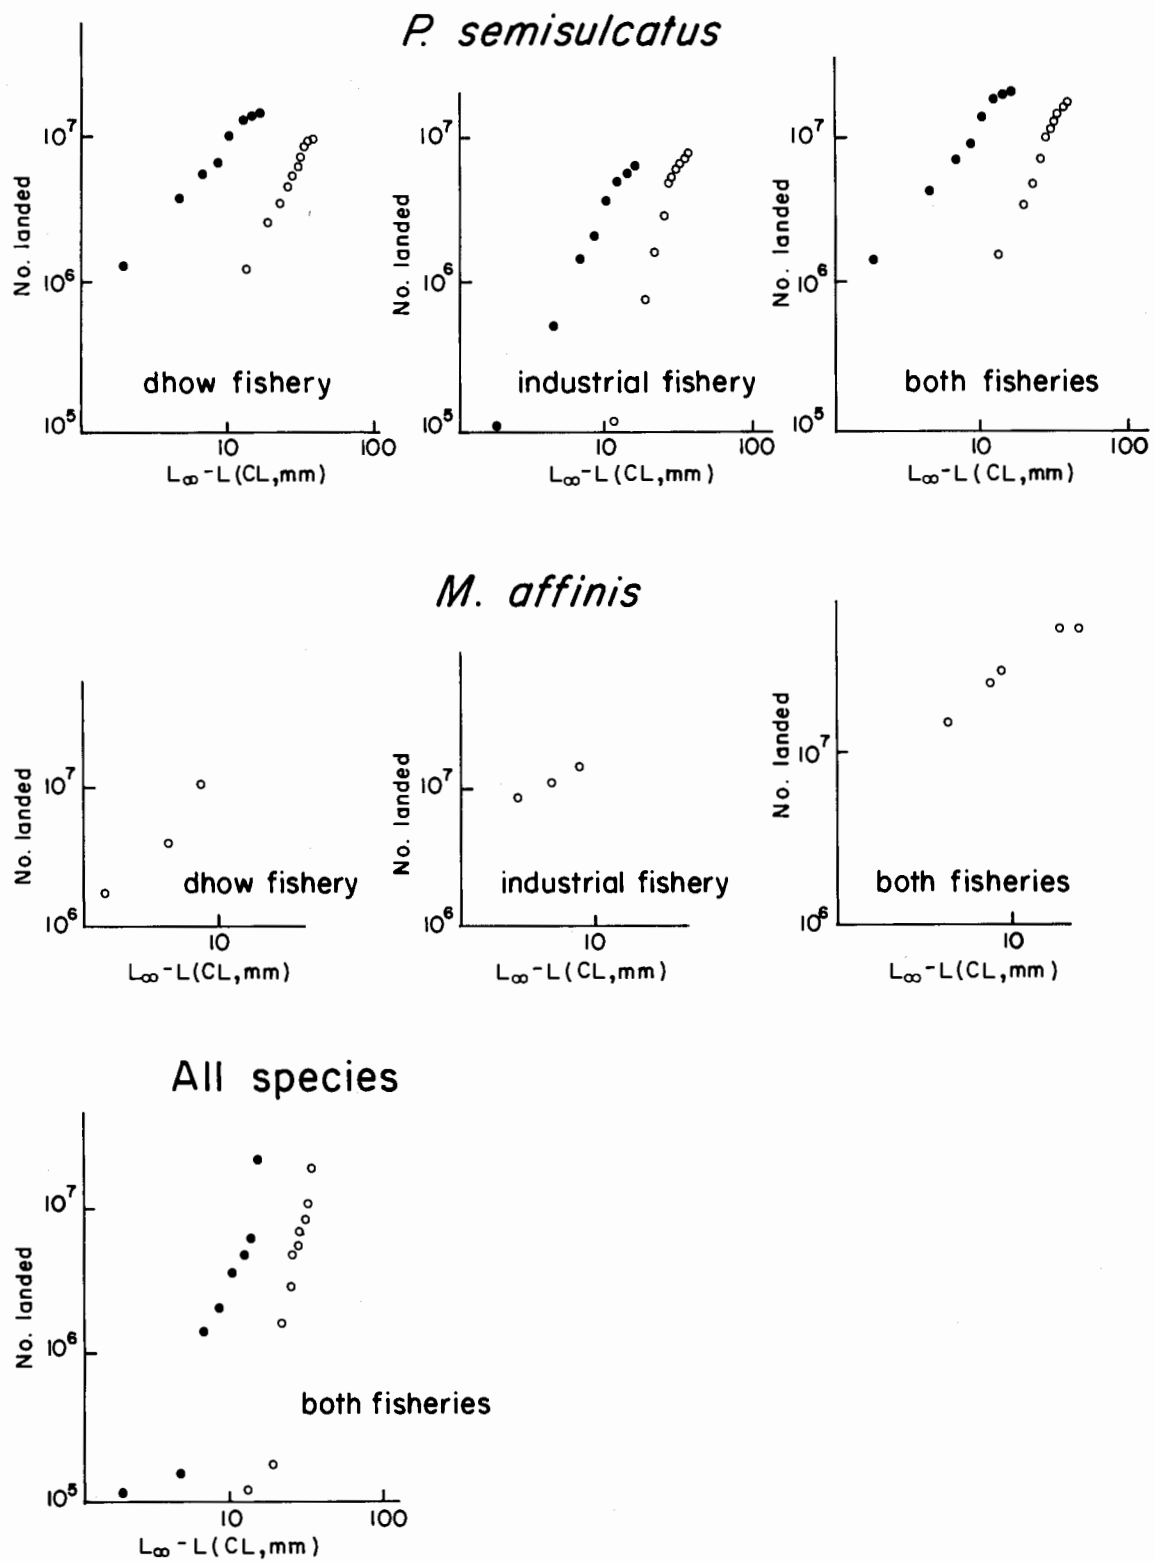 P. semisulcatus
No. landed
10⁷
10⁶
10⁵
dhow fishery
10
100
L∞-L(CL,mm)
No. landed
10⁷
10⁶
10⁵
industrial fishery
10
100
L∞-L(CL,mm)
No. landed
10⁷
10⁶
10⁵
both fisheries
10
100
L∞-L(CL,mm)
M. affinis
No. landed
10⁷
10⁶
dhow fishery
10
L∞-L(CL,mm)
No. landed
10⁷
10⁶
industrial fishery
10
L∞-L(CL,mm)
No. landed
10⁷
10⁶
both fisheries
10
L∞-L(CL,mm)
All species
No. landed
10⁷
10⁶
10⁵
both fisheries
10
100
L∞-L(CL,mm)